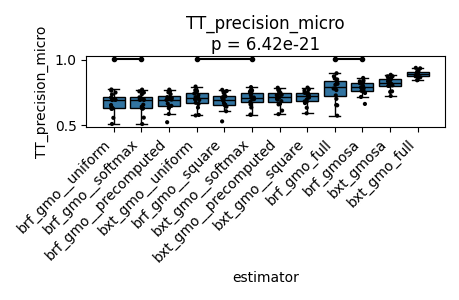 TT_precision_micro
p = 6.42e-21
TT_precision_micro
1.0
0.5
brf_gmo__uniform
brf_gmo__softmax
brf_gmo__precomputed
bxt_gmo__uniform
brf_gmo__square
bxt_gmo__softmax
bxt_gmo__precomputed
bxt_gmo__square
brf_gmo_full
brf_gmosa
bxt_gmosa
bxt_gmo_full
estimator